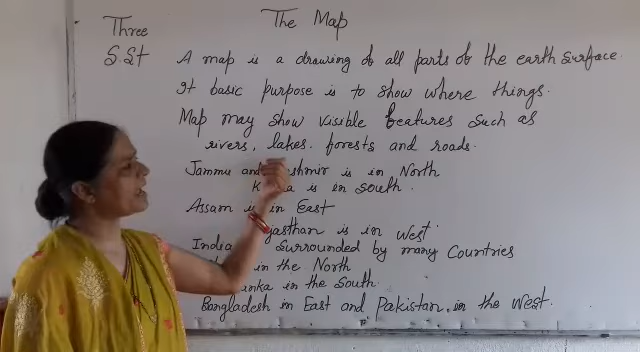 The Map
Three
S.St
A map is a drawing of all parts of the earth surface.
It basic purpose is to show where things.
Map may show visible features such as
rivers, lakes. forests and roads.
Jammu and Kashmir is in North
is in South.
Assam is in East
is in West.
India Surrounded by many Countries
in the North
in the South.
Bangladesh in East and Pakistan in the West.